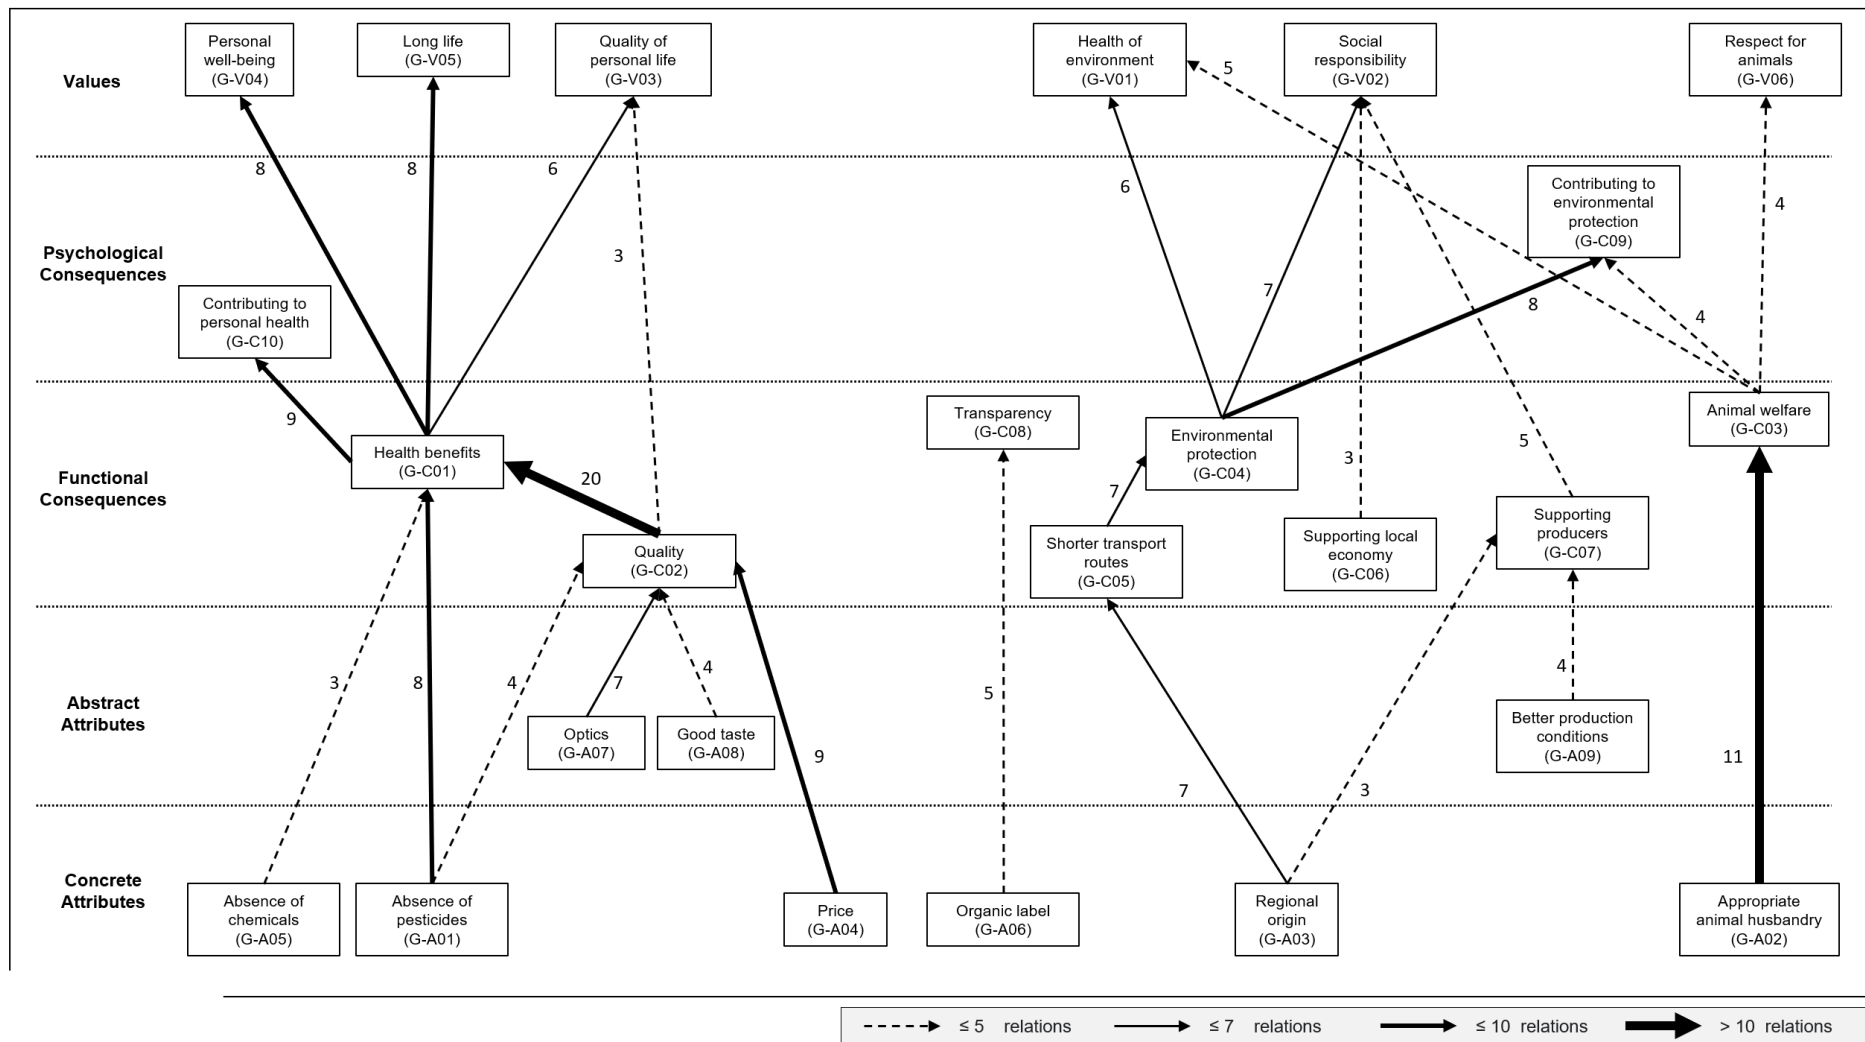 Values
Personal
well-being
(G-V04)
Long life
(G-V05)
Quality of
personal life
(G-V03)
Health of
environment
(G-V01)
Social
responsibility
(G-V02)
Respect for
animals
(G-V06)
5
8
8
6
3
6
7
8
4
4
Psychological
Consequences
Contributing to
personal health
(G-C10)
Contributing to
environmental
protection
(G-C09)
Functional
Consequences
9
Health benefits
(G-C01)
20
Quality
(G-C02)
Transparency
(G-C08)
Environmental
protection
(G-C04)
7
Shorter transport
routes
(G-C05)
3
Supporting local
economy
(G-C06)
5
Supporting
producers
(G-C07)
Animal welfare
(G-C03)
Abstract
Attributes
3
8
4
7
4
9
5
7
3
4
11
Optics
(G-A07)
Good taste
(G-A08)
Better production
conditions
(G-A09)
Concrete
Attributes
Absence of
chemicals
(G-A05)
Absence of
pesticides
(G-A01)
Price
(G-A04)
Organic label
(G-A06)
Regional
origin
(G-A03)
Appropriate
animal husbandry
(G-A02)
≤ 5 relations
≤ 7 relations
≤ 10 relations
> 10 relations